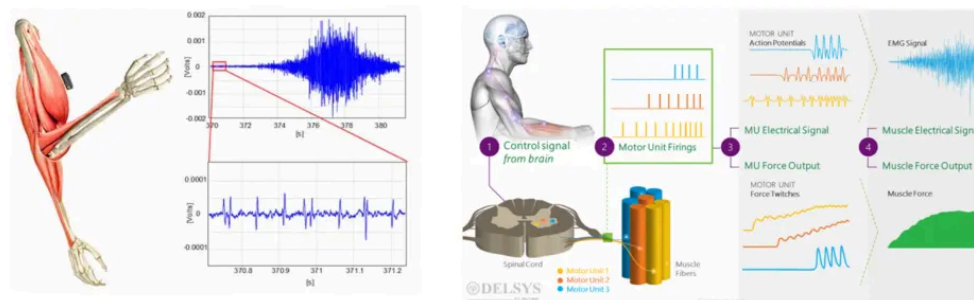 0.002
0.001
0
-0.001
-0.002
[Volts]
370 372 374 376 378 380
[s]
0.0001
0
-0.0001
[Volts]
370.8 370.9 371 371.1 371.2
[s]
1 Control signal
from brain
2 Motor Unit Firings
MOTOR UNIT
Action Potentials
3 MU Electrical Signal
MU Force Output
MOTOR UNIT
Force Twitches
EMG Signal
4 Muscle Electrical Sign
Muscle Force Output
Muscle Force
Spinal Cord
Motor Unit 1
Motor Unit 2
Motor Unit 3
Muscle
Fibers
DELSYS